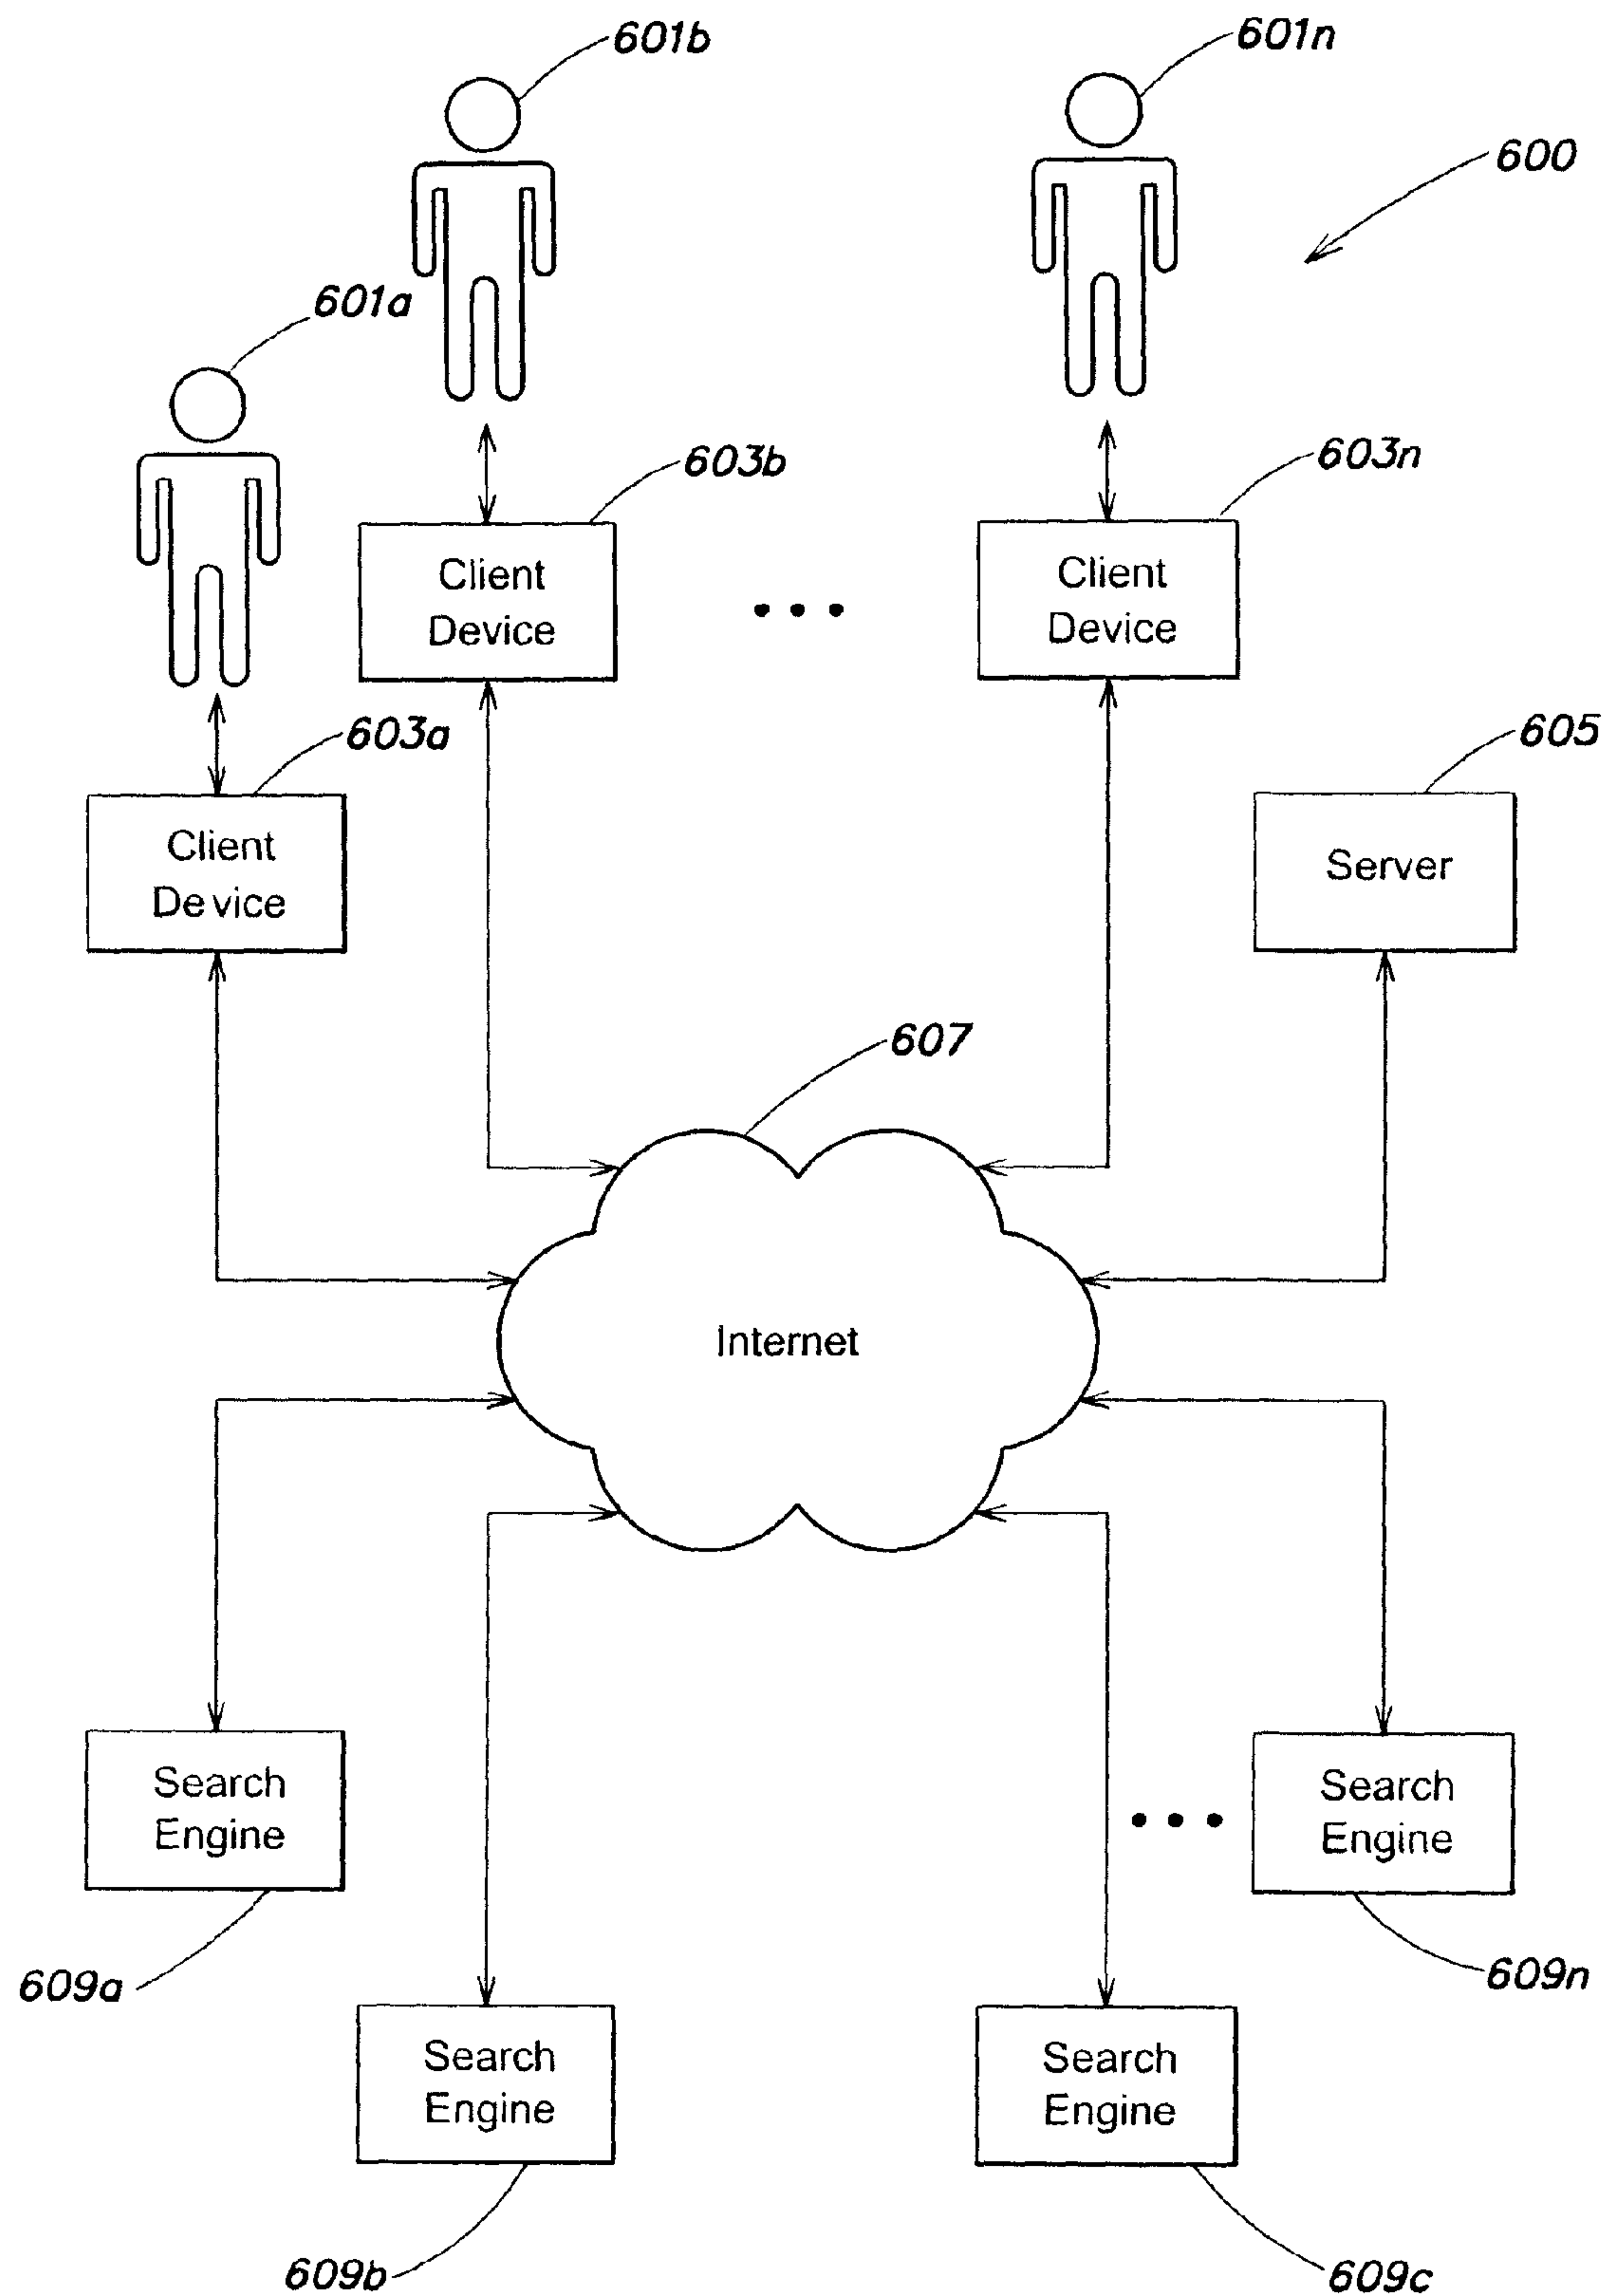 601b
601n
600
601a
603b
603n
Client
Device
Client
Device
603a
605
Client
Device
Server
607
Internet
Search
Engine
Search
Engine
609a
609n
Search
Engine
Search
Engine
609b
609c